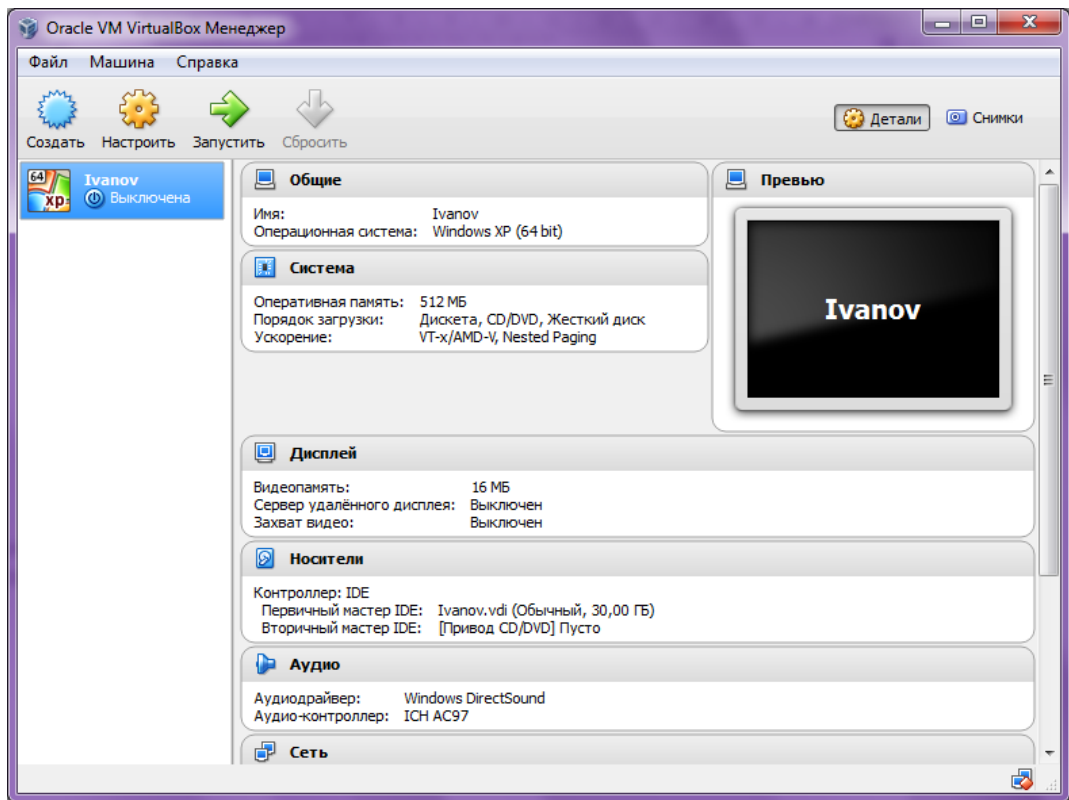 Oracle VM VirtualBox Менеджер
Файл Машина Справка
Создать Настроить Запустить Сбросить
Детали Снимки
64 XP Ivanov
Выключена
Общие
Имя: Ivanov
Операционная система: Windows XP (64 bit)
Система
Оперативная память: 512 МБ
Порядок загрузки: Дискета, CD/DVD, Жесткий диск
Ускорение: VT-x/AMD-V, Nested Paging
Превью
Ivanov
Дисплей
Видеопамять: 16 МБ
Сервер удалённого дисплея: Выключен
Захват видео: Выключен
Носители
Контроллер: IDE
Первичный мастер IDE: Ivanov.vdi (Обычный, 30,00 ГБ)
Вторичный мастер IDE: [Привод CD/DVD] Пусто
Аудио
Аудиодрайвер: Windows DirectSound
Аудио-контроллер: ICH AC97
Сеть